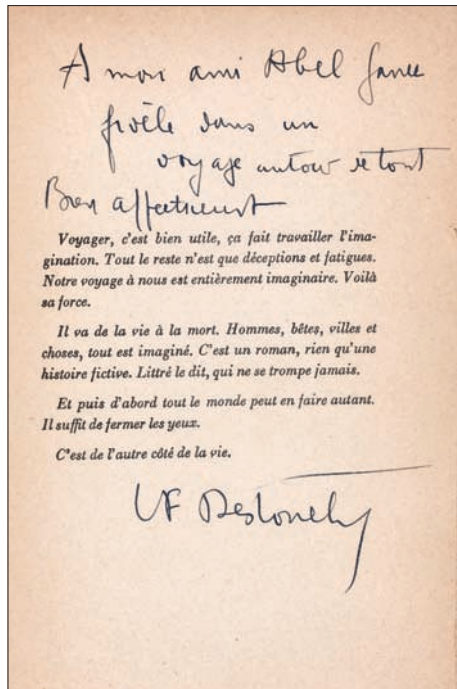 A mon ami Abel Gance
dans un
voyage autour de tout
Bien
Voyager, c'est bien utile, ça fait travailler l'ima-
gination. Tout le reste n'est que déceptions et fatigues.
Notre voyage à nous est entièrement imaginaire. Voilà
sa force.
Il va de la vie à la mort. Hommes, bêtes, villes et
choses, tout est imaginé. C'est un roman, rien qu'une
histoire fictive. Littré le dit, qui ne se trompe jamais.
Et puis d'abord tout le monde peut en faire autant.
Il suffit de fermer les yeux.
C'est de l'autre côté de la vie.
LF Destouches